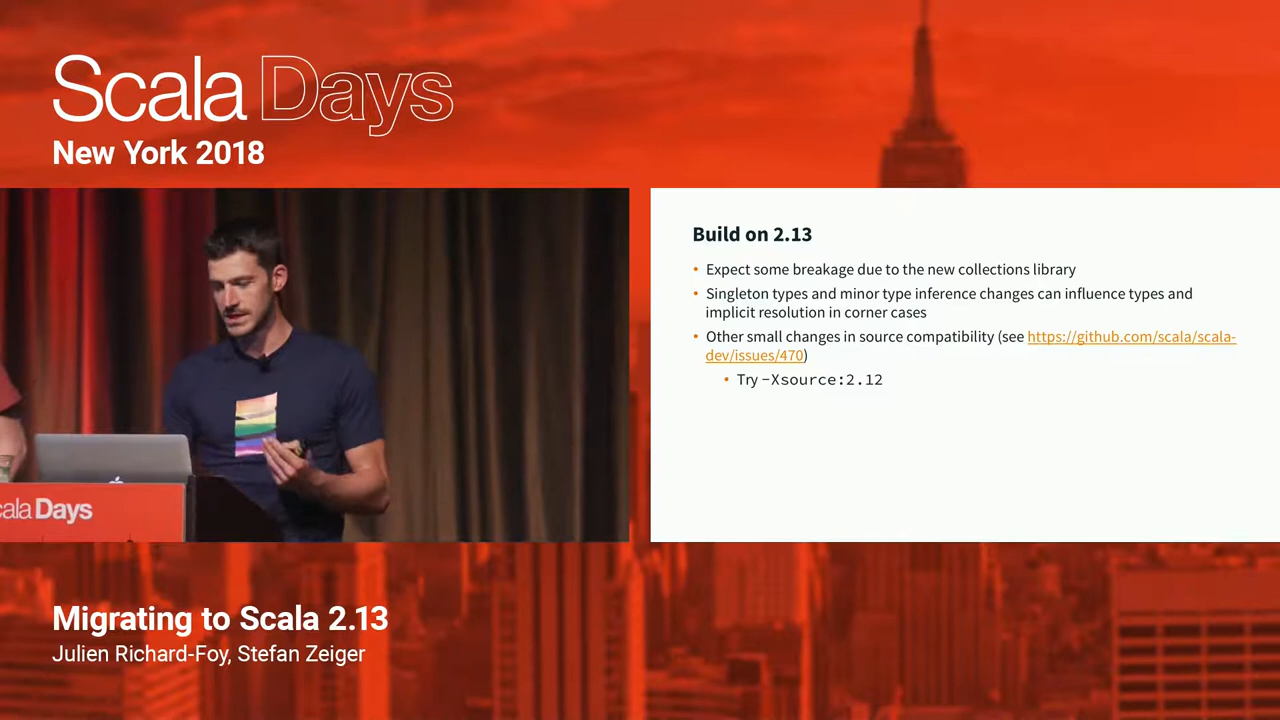 Scala Days
New York 2018
Build on 2.13
• Expect some breakage due to the new collections library
• Singleton types and minor type inference changes can influence types and
implicit resolution in corner cases
• Other small changes in source compatibility (see https://github.com/scala/scala-
dev/issues/470)
• Try -Xsource:2.12
cala Days
Migrating to Scala 2.13
Julien Richard-Foy, Stefan Zeiger